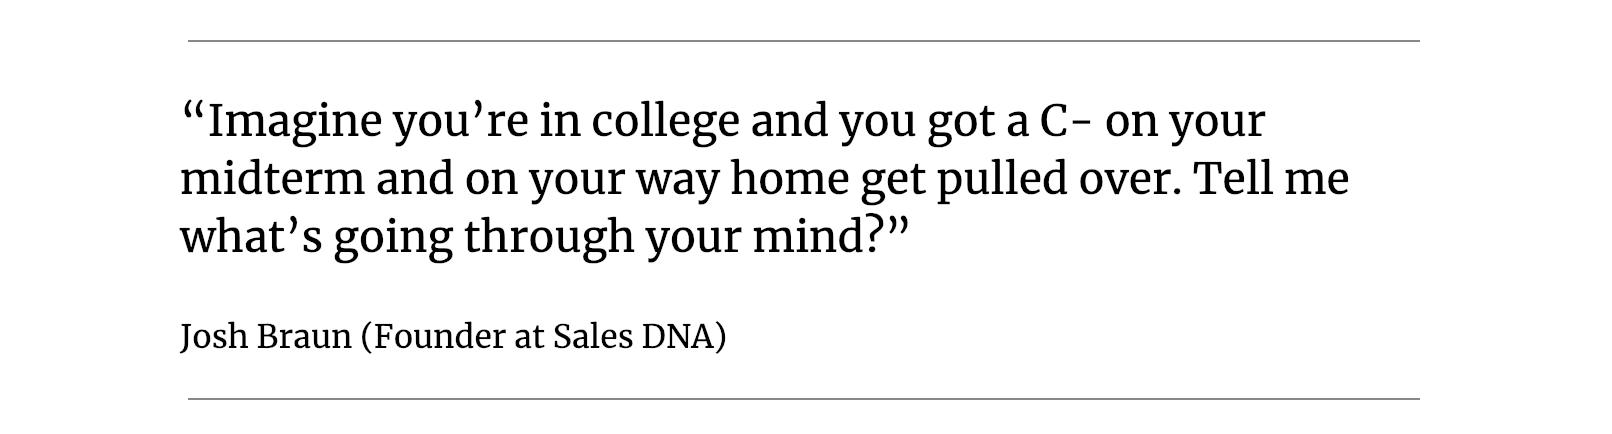 “Imagine you’re in college and you got a C- on your
midterm and on your way home get pulled over. Tell me
what’s going through your mind?”
Josh Braun (Founder at Sales DNA)